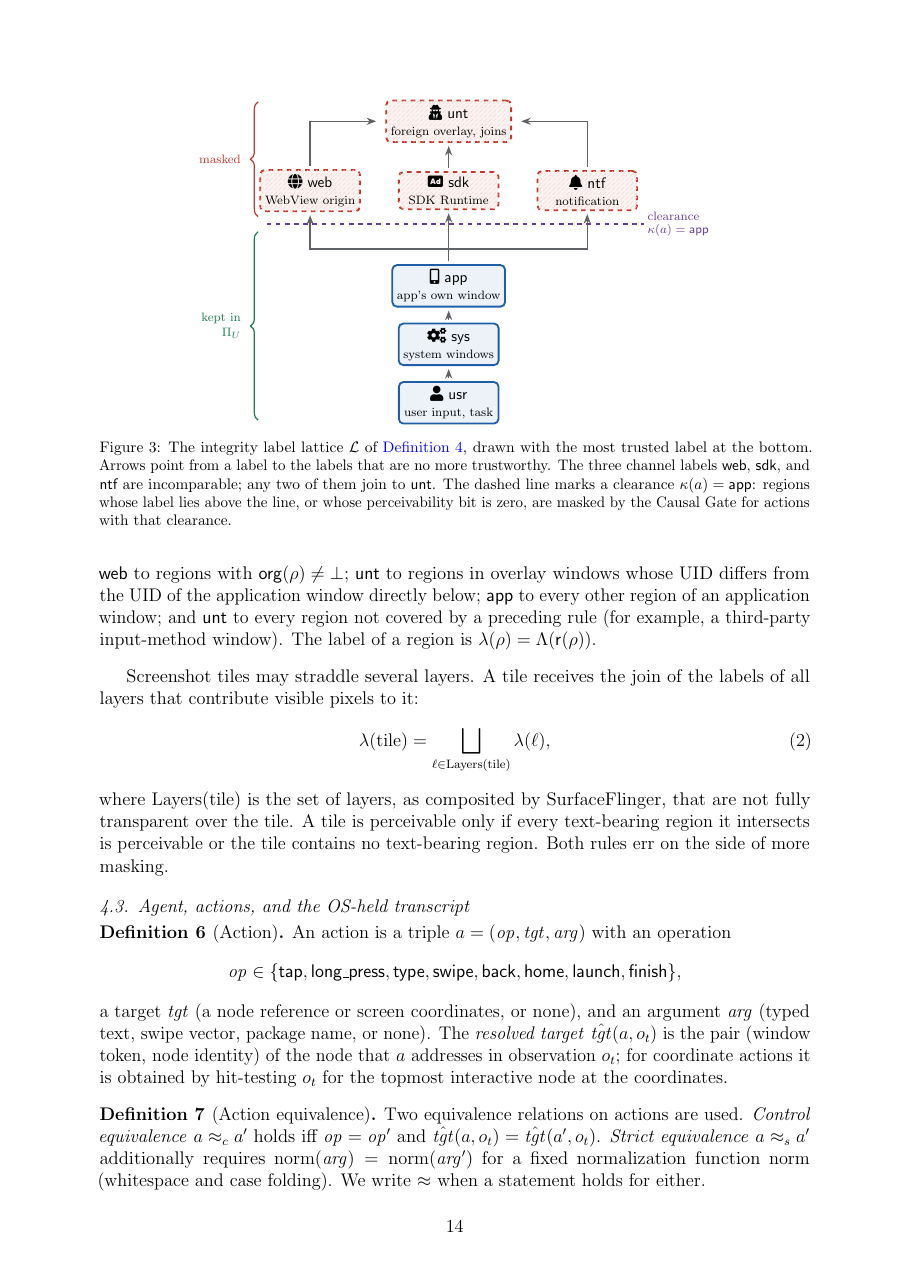 unt
foreign overlay, joins
masked
web
WebView origin
Ad sdk
SDK Runtime
ntf
notification
clearance
κ(a) = app
app
app's own window
kept in
Π_U
sys
system windows
usr
user input, task
Figure 3: The integrity label lattice ℒ of Definition 4, drawn with the most trusted label at the bottom.
Arrows point from a label to the labels that are no more trustworthy. The three channel labels web, sdk, and
ntf are incomparable; any two of them join to unt. The dashed line marks a clearance κ(a) = app: regions
whose label lies above the line, or whose perceivability bit is zero, are masked by the Causal Gate for actions
with that clearance.
web to regions with org(ρ) ≠ ⊥; unt to regions in overlay windows whose UID differs from
the UID of the application window directly below; app to every other region of an application
window; and unt to every region not covered by a preceding rule (for example, a third-party
input-method window). The label of a region is λ(ρ) = Λ(r(ρ)).
Screenshot tiles may straddle several layers. A tile receives the join of the labels of all
layers that contribute visible pixels to it:
λ(tile) = ⨆ λ(ℓ), (2)
ℓ∈Layers(tile)
where Layers(tile) is the set of layers, as composited by SurfaceFlinger, that are not fully
transparent over the tile. A tile is perceivable only if every text-bearing region it intersects
is perceivable or the tile contains no text-bearing region. Both rules err on the side of more
masking.
4.3. Agent, actions, and the OS-held transcript
Definition 6 (Action). An action is a triple a = (op, tgt, arg) with an operation
op ∈ {tap, long_press, type, swipe, back, home, launch, finish},
a target tgt (a node reference or screen coordinates, or none), and an argument arg (typed
text, swipe vector, package name, or none). The resolved target tĝt(a, o_t) is the pair (window
token, node identity) of the node that a addresses in observation o_t; for coordinate actions it
is obtained by hit-testing o_t for the topmost interactive node at the coordinates.
Definition 7 (Action equivalence). Two equivalence relations on actions are used. Control
equivalence a ≈_c a′ holds iff op = op′ and tĝt(a, o_t) = tĝt(a′, o_t). Strict equivalence a ≈_s a′
additionally requires norm(arg) = norm(arg′) for a fixed normalization function norm
(whitespace and case folding). We write ≈ when a statement holds for either.
14